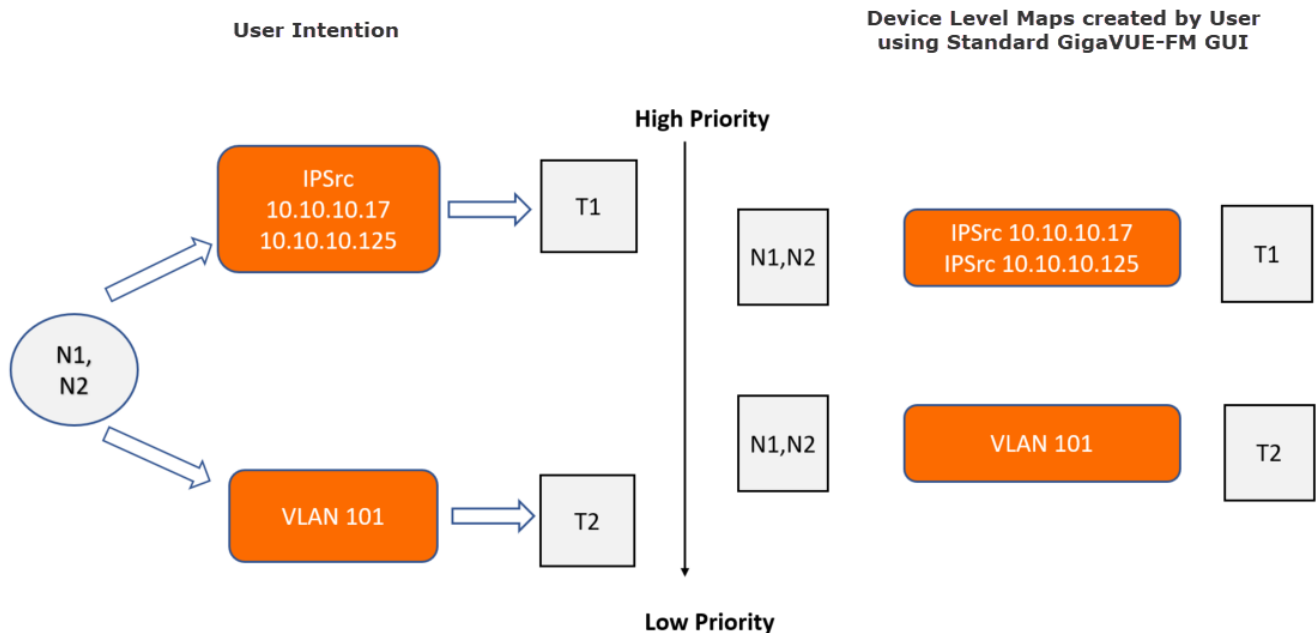 User Intention
Device Level Maps created by User
using Standard GigaVUE-FM GUI
High Priority
IPSrc
10.10.10.17
10.10.10.125
T1
N1,
N2
VLAN 101
T2
N1,N2
IPSrc 10.10.10.17
IPSrc 10.10.10.125
T1
N1,N2
VLAN 101
T2
Low Priority